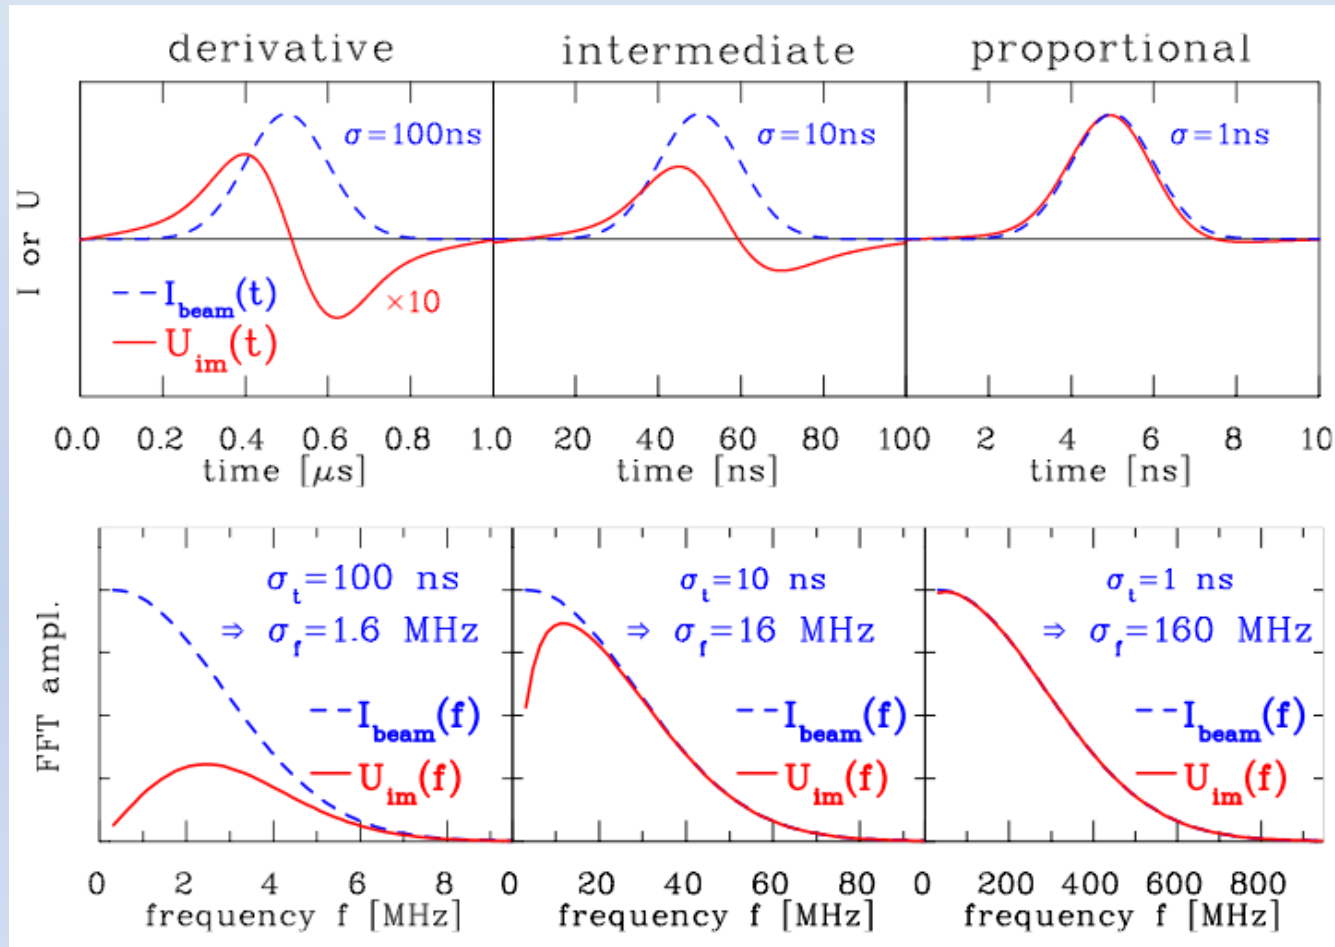 derivative intermediate proportional
σ=100ns σ=10ns σ=1ns
I or U
I_beam(t)
×10
U_im(t)
0.0 0.2 0.4 0.6 0.8 1.0 20 40 60 80 100 2 4 6 8 10
time [μs] time [ns] time [ns]
σ_t=100 ns σ_t=10 ns σ_t=1 ns
⇒ σ_f=1.6 MHz ⇒ σ_f=16 MHz ⇒ σ_f=160 MHz
FFT ampl.
I_beam(f) I_beam(f) I_beam(f)
U_im(f) U_im(f) U_im(f)
0 2 4 6 8 0 20 40 60 80 0 200 400 600 800
frequency f [MHz] frequency f [MHz] frequency f [MHz]